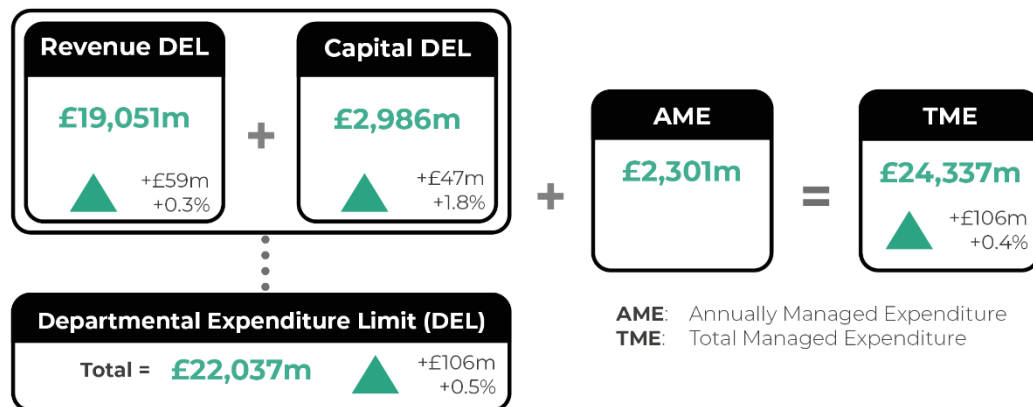 Revenue DEL
£19,051m
+£59m
+0.3%
+
Capital DEL
£2,986m
+£47m
+1.8%
+
AME
£2,301m
=
TME
£24,337m
+£106m
+0.4%
Departmental Expenditure Limit (DEL)
Total = £22,037m
+£106m
+0.5%
AME: Annually Managed Expenditure
TME: Total Managed Expenditure